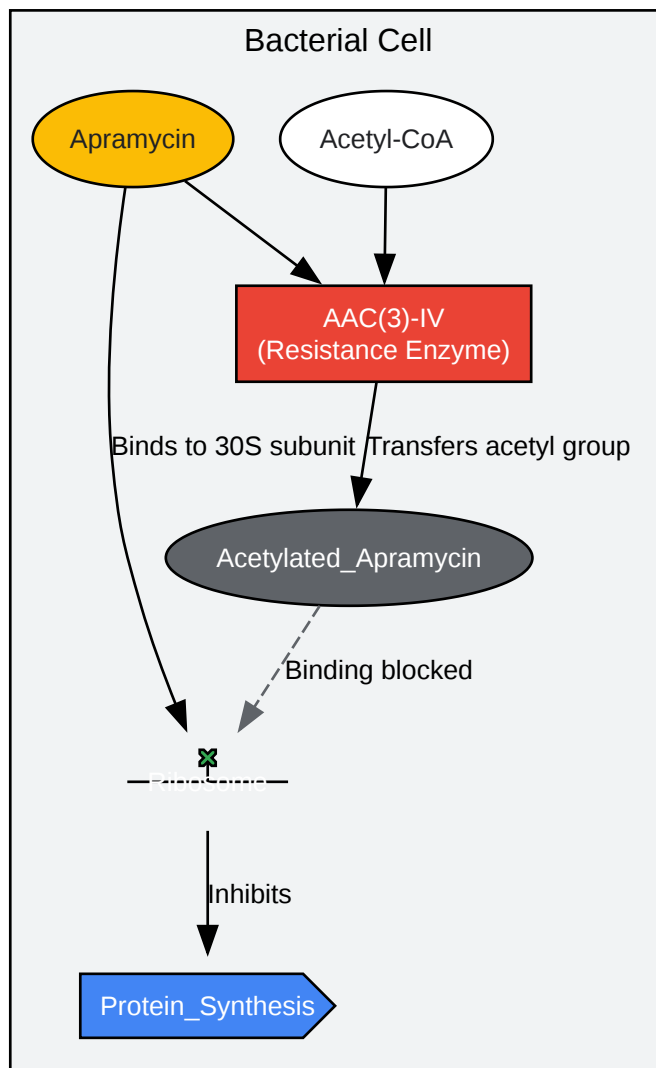 Bacterial Cell
Apramycin
Acetyl-CoA
AAC(3)-IV
(Resistance Enzyme)
Binds to 30S subunit
Transfers acetyl group
Acetylated_Apramycin
Binding blocked
Ribosome
Inhibits
Protein_Synthesis